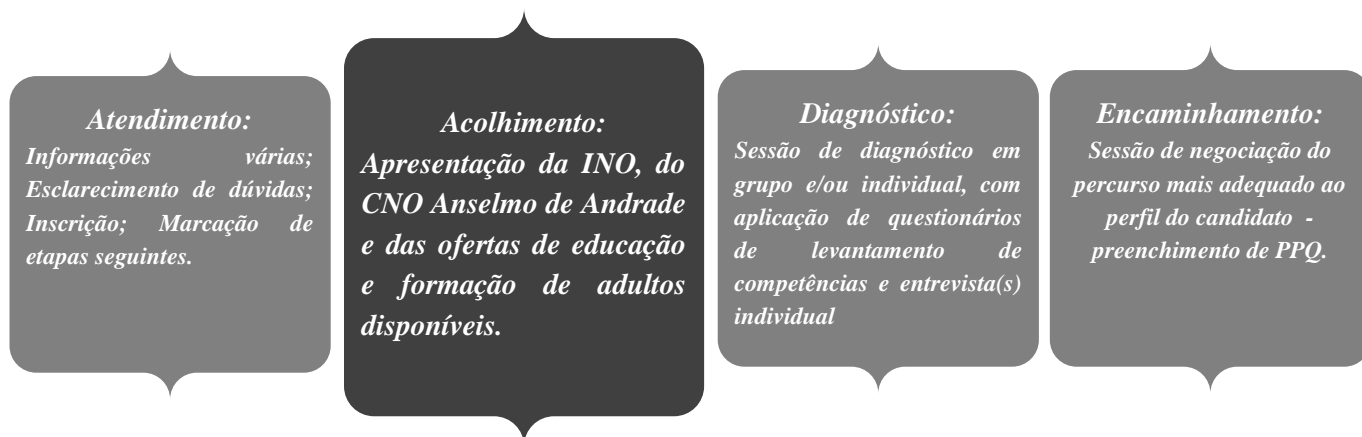 Atendimento:
Informações várias;
Esclarecimento de dúvidas;
Inscrição; Marcação de
etapas seguintes.
Acolhimento:
Apresentação da INO, do
CNO Anselmo de Andrade
e das ofertas de educação
e formação de adultos
disponíveis.
Diagnóstico:
Sessão de diagnóstico em
grupo e/ou individual, com
aplicação de questionários
de levantamento de
competências e entrevista(s)
individual
Encaminhamento:
Sessão de negociação do
percurso mais adequado ao
perfil do candidato -
preenchimento de PPQ.